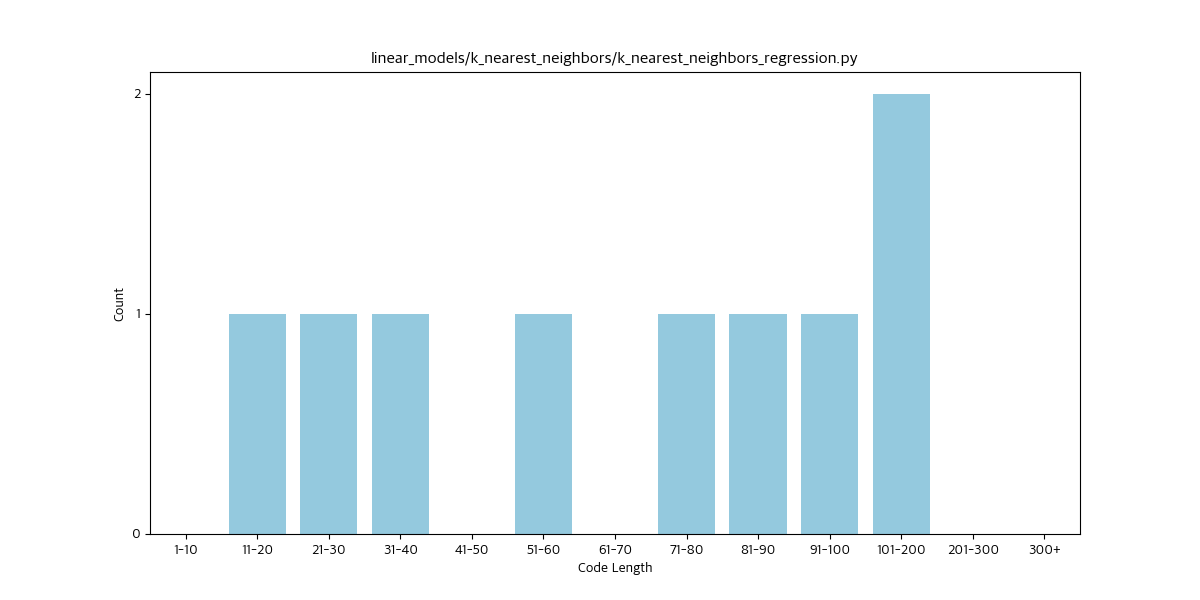 linear_models/k_nearest_neighbors/k_nearest_neighbors_regression.py
2
1
0
Count
1-10 11-20 21-30 31-40 41-50 51-60 61-70 71-80 81-90 91-100 101-200 201-300 300+
Code Length